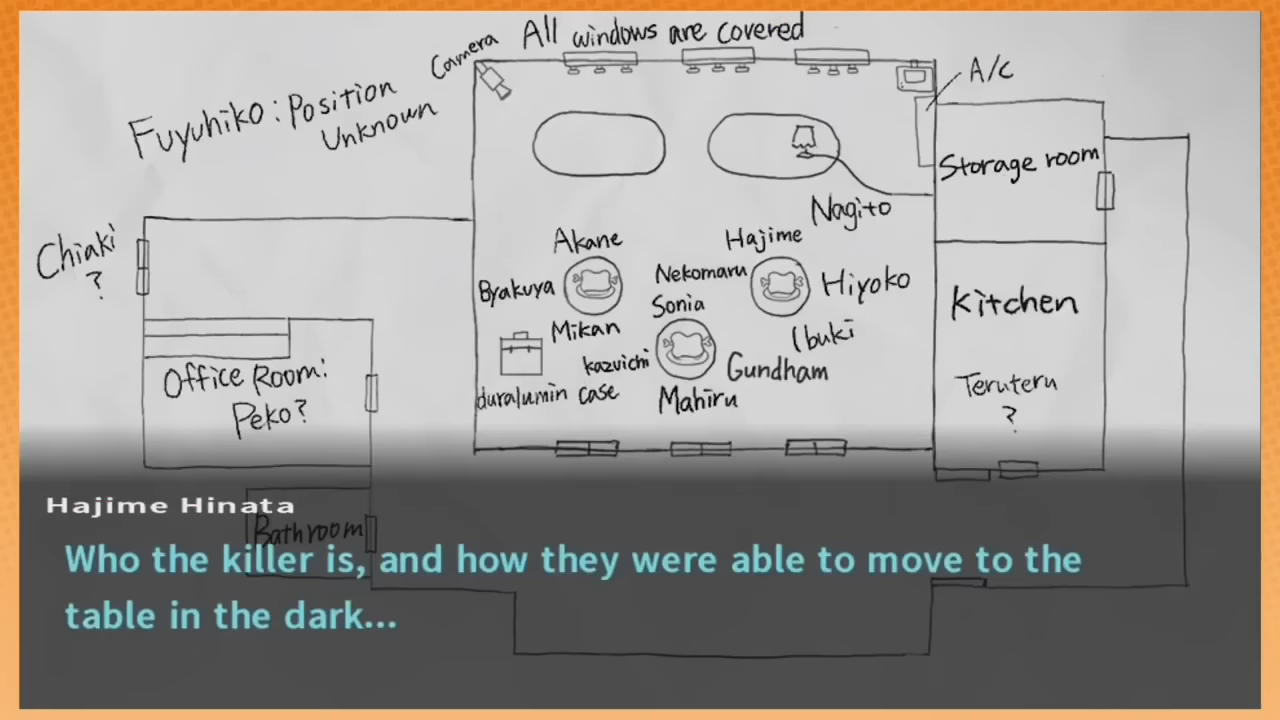 All windows are covered
Camera
A/C
Fuyuhiko: Position
Unknown
Storage room
Nagito
Chiaki
?
Akane
Hajime
Byakuya
Nekomaru
Hiyoko
Sonia
Kitchen
Mikan
Ibuki
kazuichi
Gundham
Office Room:
Peko?
duralumin case
Mahiru
Teruteru
?
Hajime Hinata
Bathroom
Who the killer is, and how they were able to move to the
table in the dark...